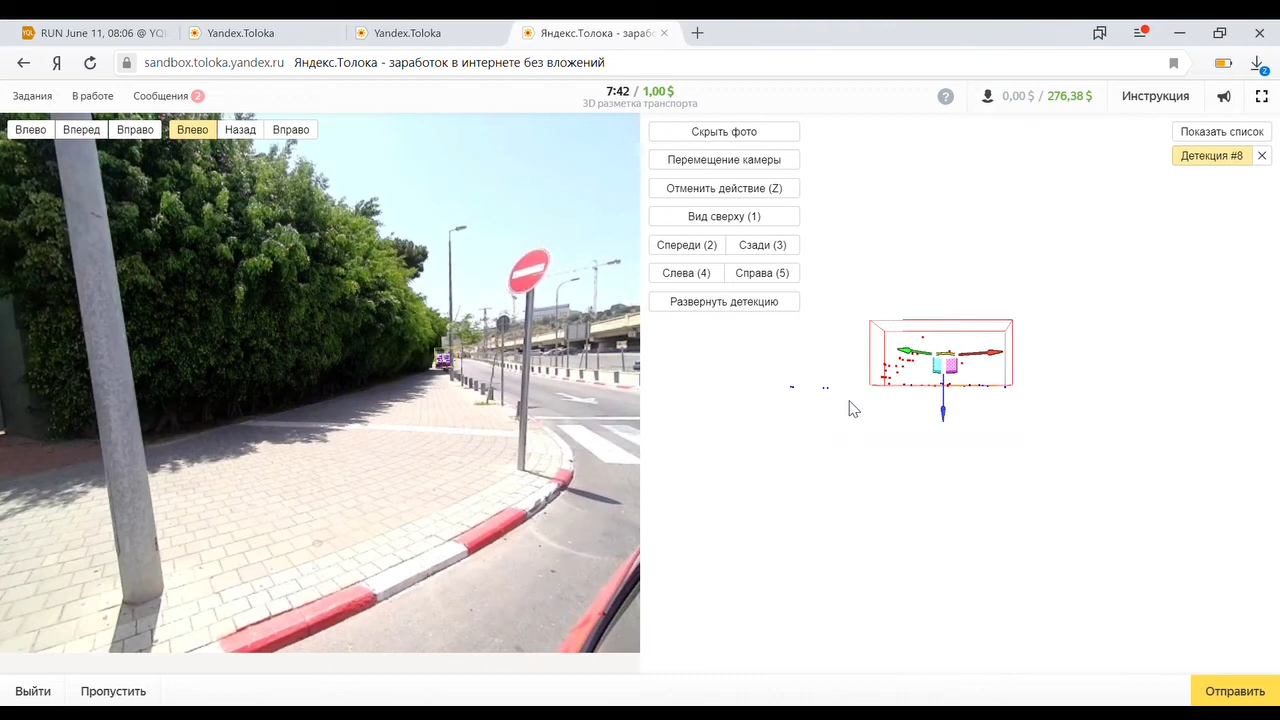 RUN June 11, 08:06 @ YQL
Yandex.Toloka
Yandex.Toloka
Яндекс.Толока - зарабо
Я
sandbox.toloka.yandex.ru Яндекс.Толока - заработок в интернете без вложений
2
Задания В работе Сообщения 2
7:42 / 1,00 $
3D разметка транспорта
? 0,00 $ / 276,38 $ Инструкция
Влево Вперед Вправо Влево Назад Вправо
Скрыть фото
Перемещение камеры
Отменить действие (Z)
Вид сверху (1)
Спереди (2) Сзади (3)
Слева (4) Справа (5)
Развернуть детекцию
Показать список
Детекция #8
Выйти Пропустить
Отправить